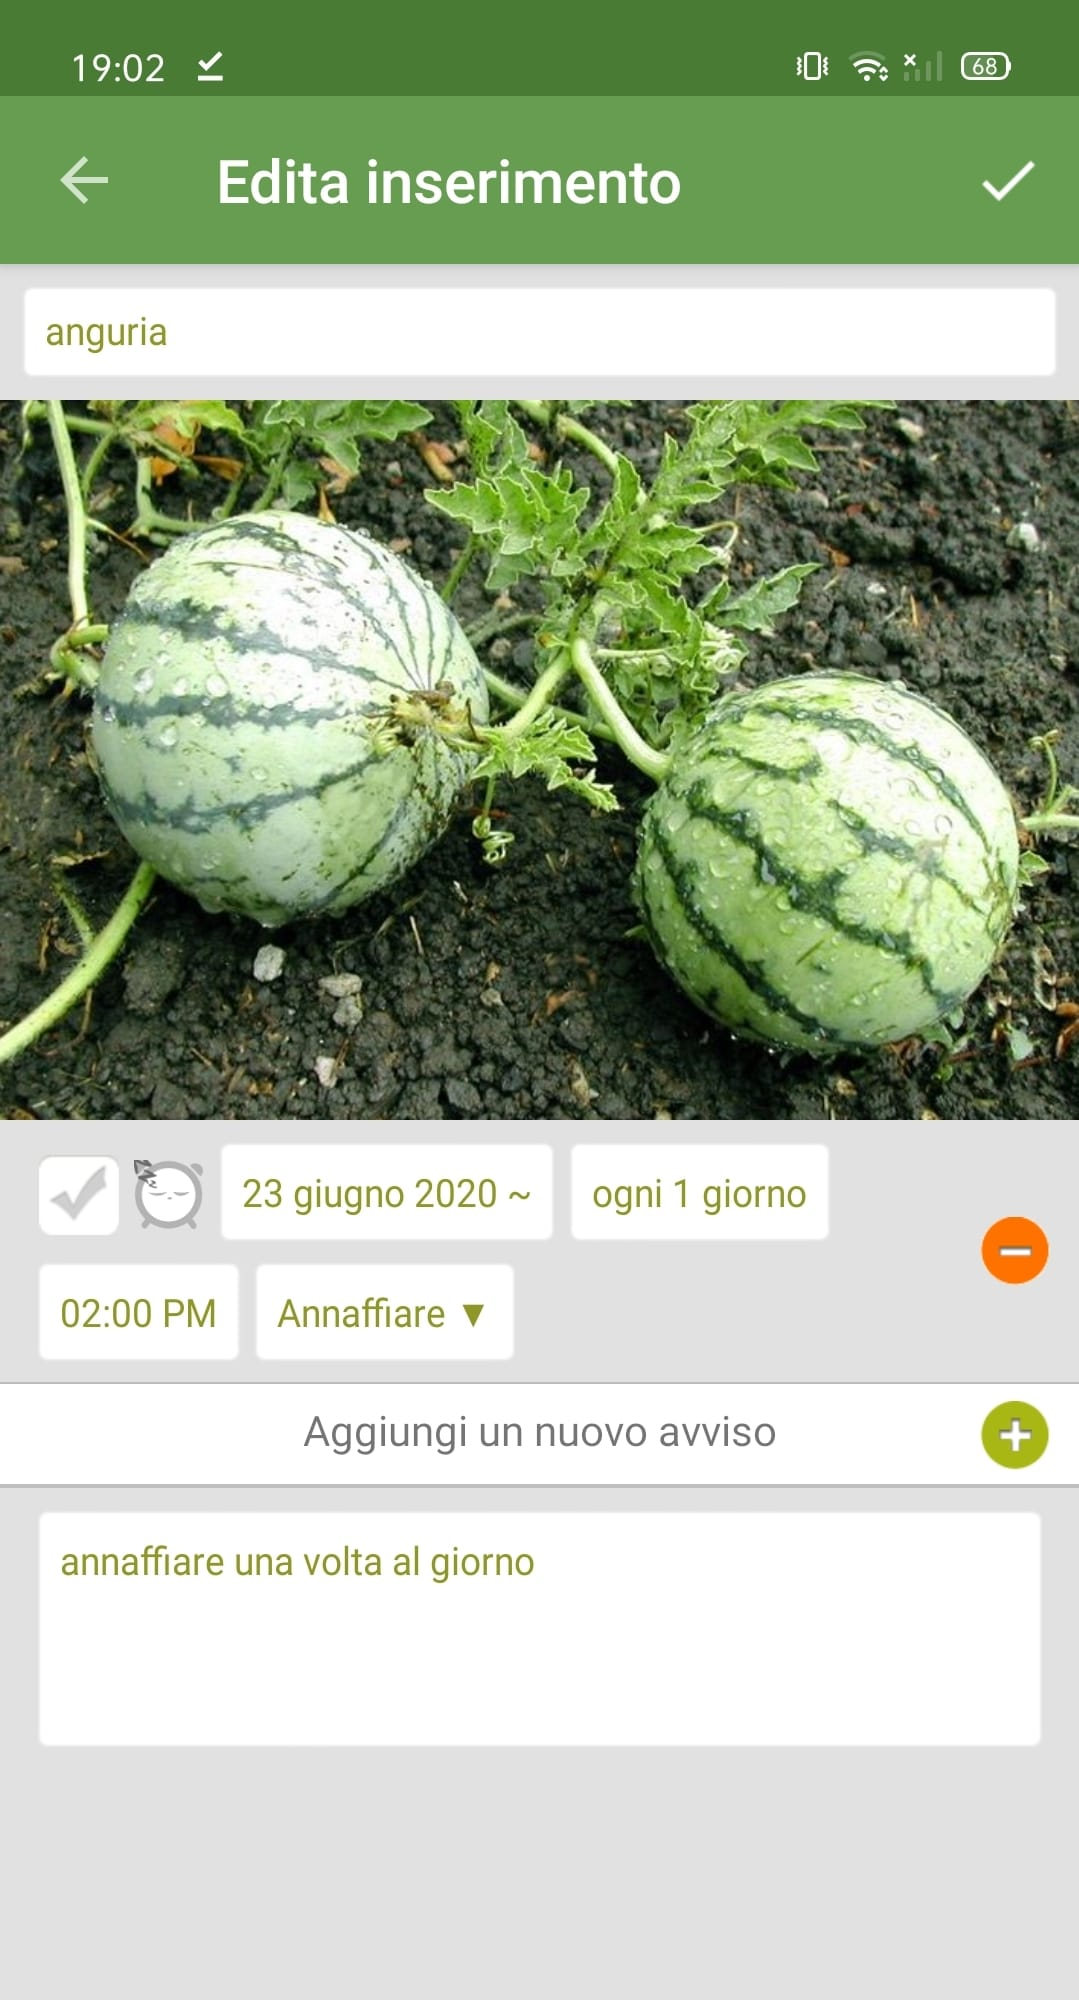 19:02 68
Edita inserimento
anguria
23 giugno 2020 ~ ogni 1 giorno
02:00 PM Annaffiare ▼
Aggiungi un nuovo avviso
annaffiare una volta al giorno